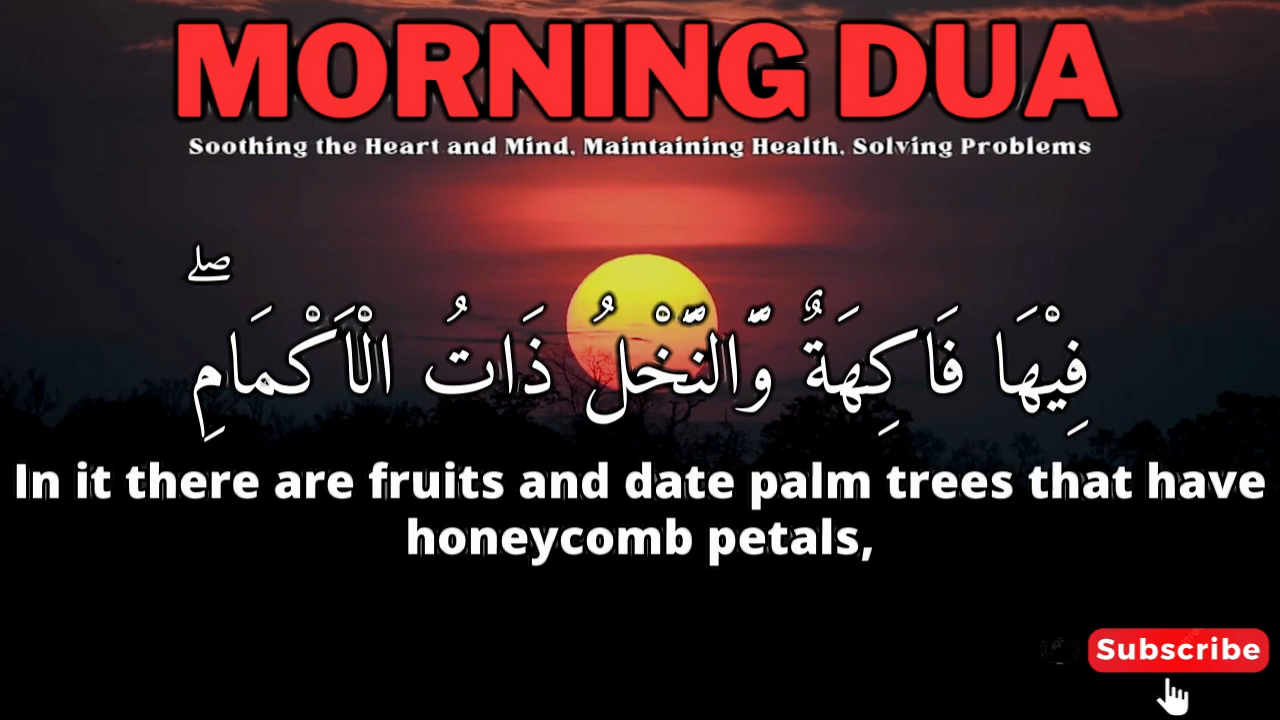 MORNING DUA
Soothing the Heart and Mind, Maintaining Health, Solving Problems
فِيْهَا فَاكِهَةٌ وَّالنَّخْلُ ذَاتُ الْاَكْمَامِۖ
In it there are fruits and date palm trees that have
honeycomb petals,
Subscribe